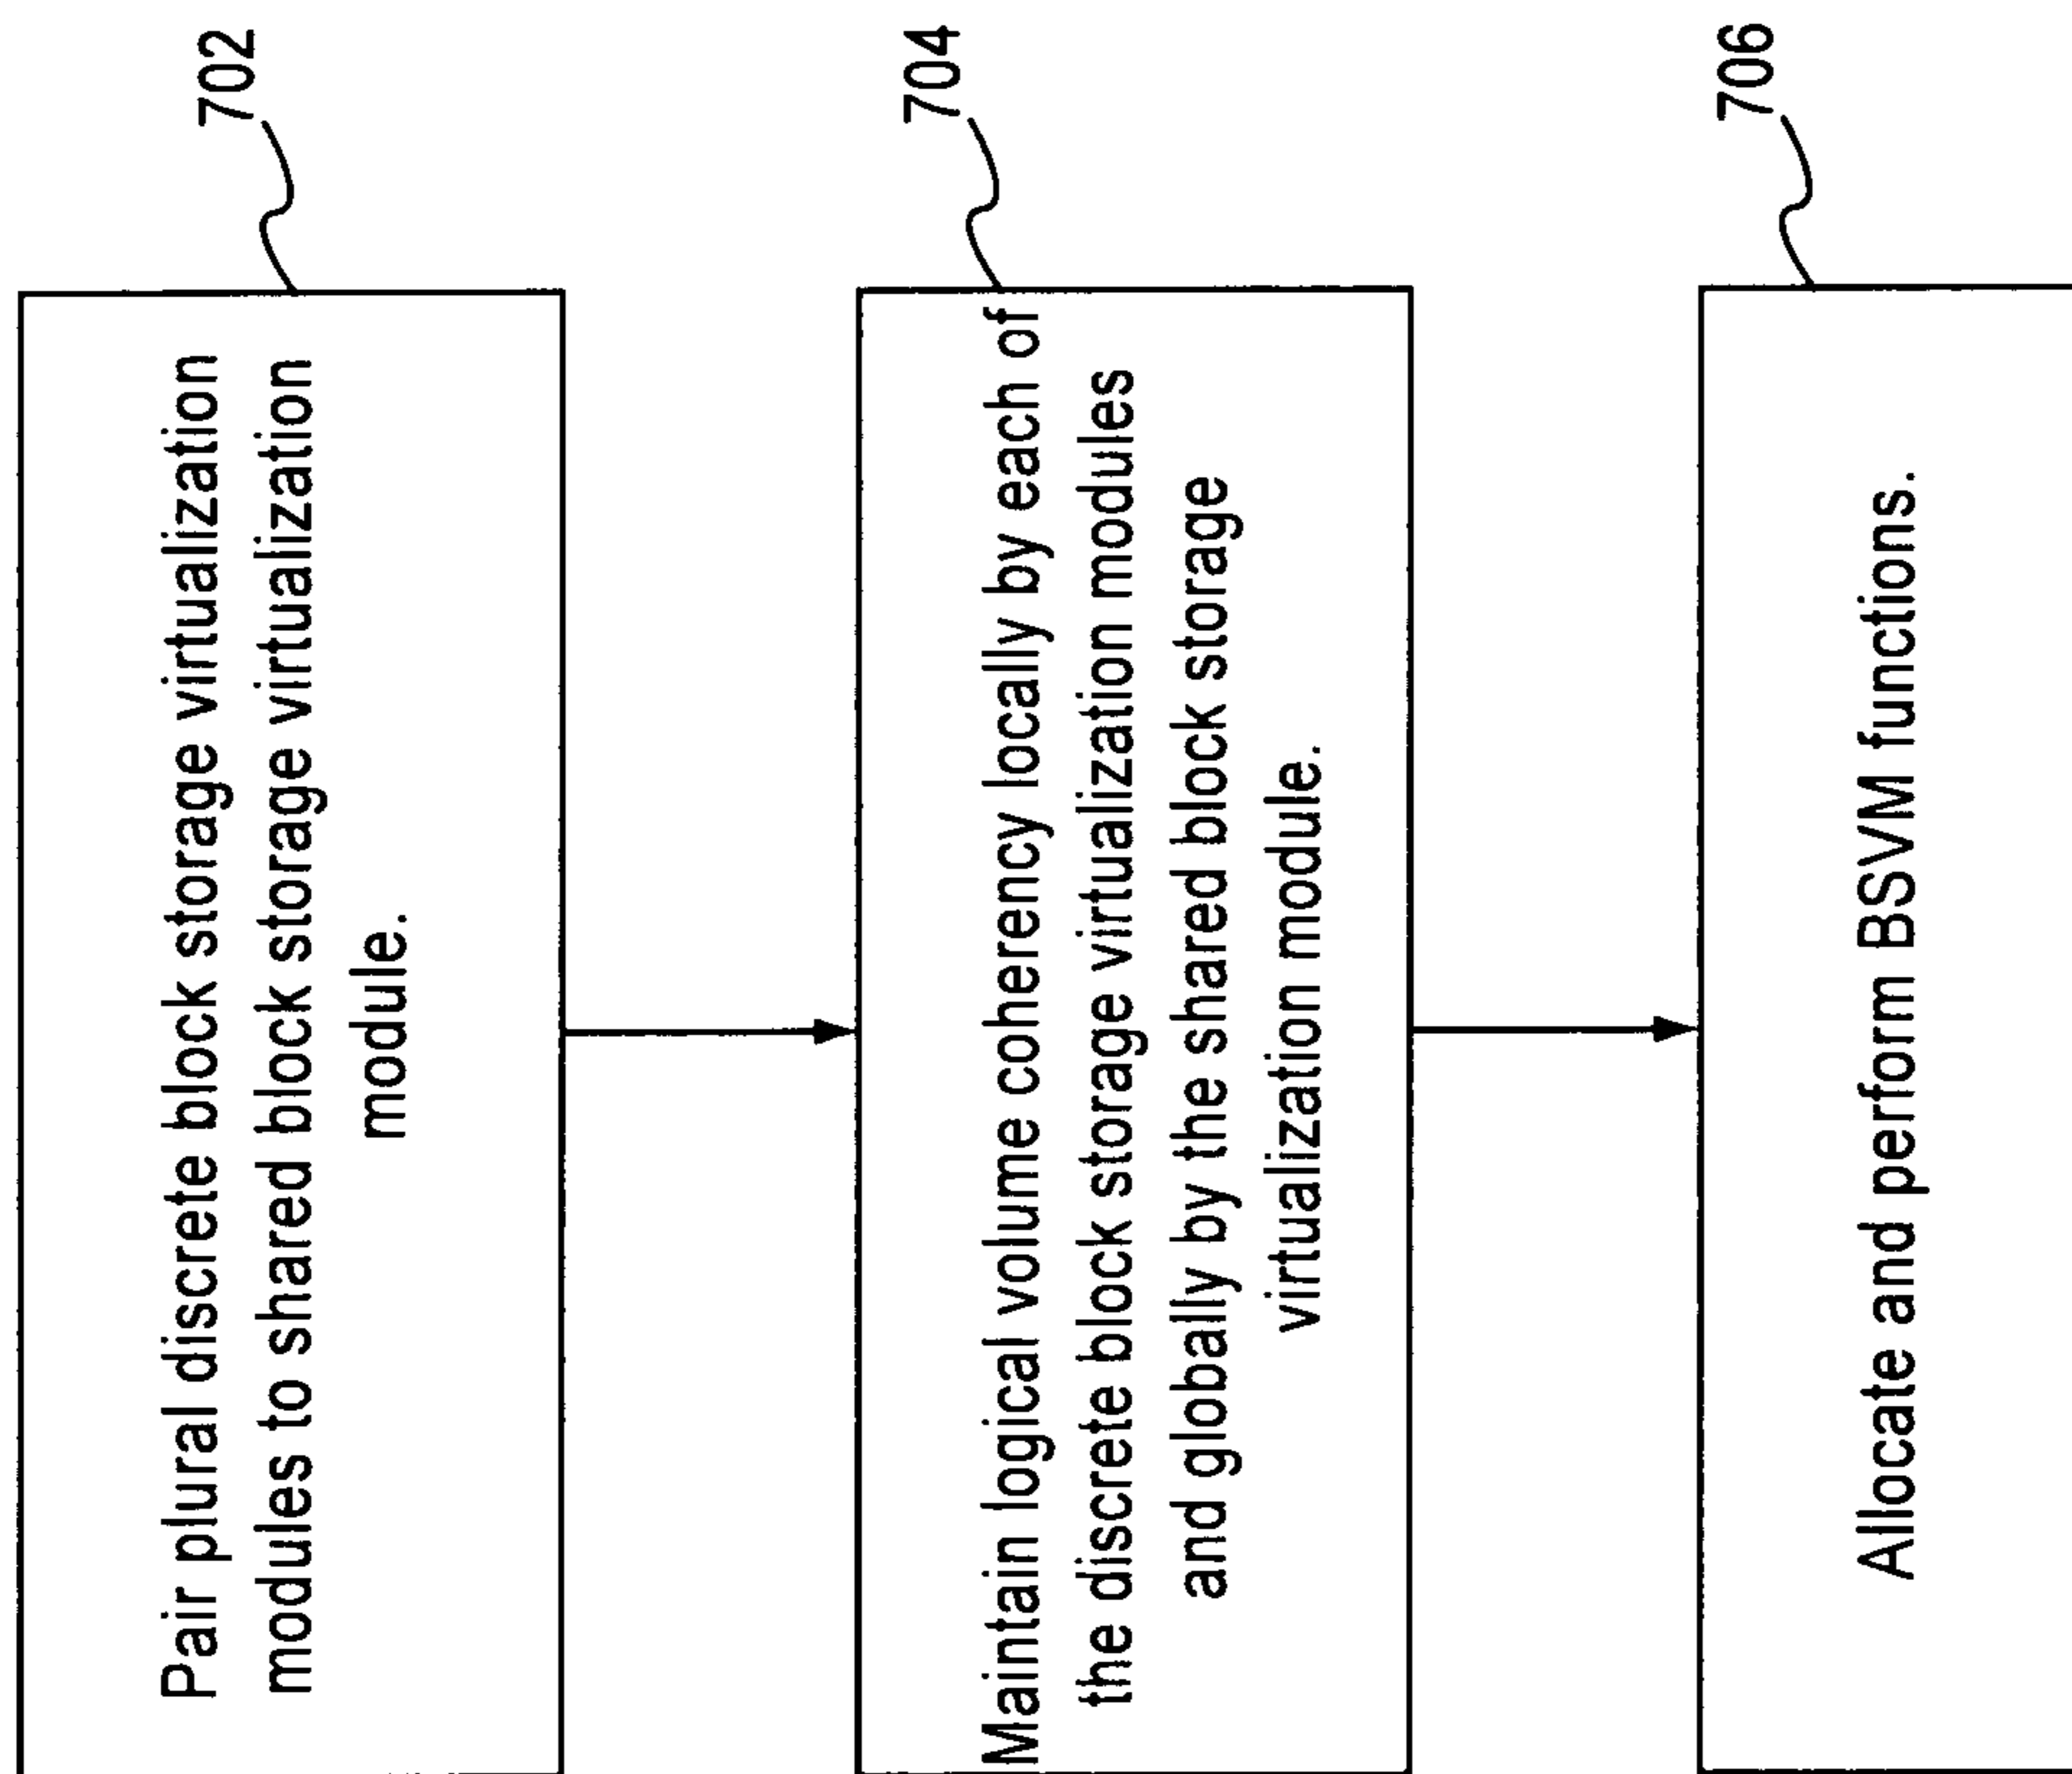 Pair plural discrete block storage virtualization
modules to shared block storage virtualization
module.
702
Maintain logical volume coherency locally by each of
the discrete block storage virtualization modules
and globally by the shared block storage
virtualization module.
704
Allocate and perform BSVM functions.
706